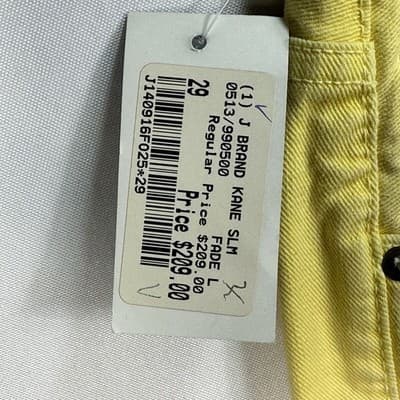 (1) J BRAND KANE SLM
0513/990500 FADE L
Regular Price $209.00
29 Price $209.00
J140916F025*29